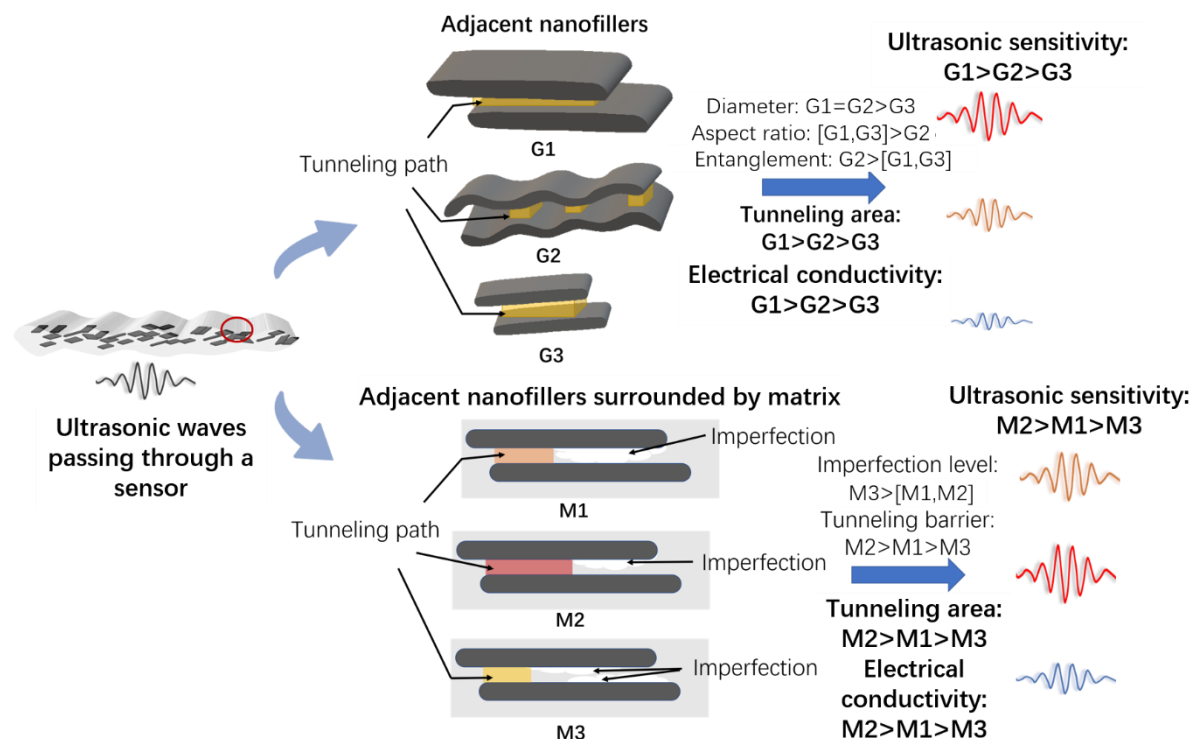 Adjacent nanofillers
G1
Tunneling path
G2
G3
Diameter: G1=G2>G3
Aspect ratio: [G1,G3]>G2
Entanglement: G2>[G1,G3]
Tunneling area:
G1>G2>G3
Electrical conductivity:
G1>G2>G3
Ultrasonic sensitivity:
G1>G2>G3
Ultrasonic waves
passing through a
sensor
Adjacent nanofillers surrounded by matrix
Imperfection
M1
Tunneling path
Imperfection
M2
Imperfection
M3
Imperfection level:
M3>[M1,M2]
Tunneling barrier:
M2>M1>M3
Tunneling area:
M2>M1>M3
Electrical
conductivity:
M2>M1>M3
Ultrasonic sensitivity:
M2>M1>M3